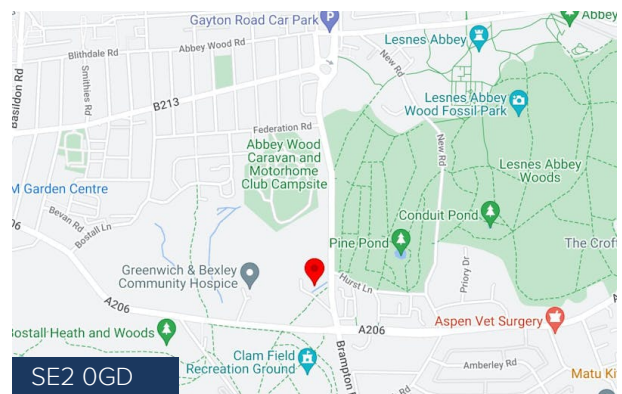 Gayton Road Car Park
P
Abbey
Blithdale Rd
Abbey Wood Rd
Lesnes Abbey
New Rd
Basildon Rd
Smithies Rd
B213
Lesnes Abbey
Wood Fossil Park
Federation Rd
New Rd
Abbey Wood
Caravan and
Motorhome
Club Campsite
Lesnes Abbey
Woods
M Garden Centre
Bevan Rd
Bostall Ln
Conduit Pond
06
Pine Pond
The Croft
Greenwich & Bexley
Community Hospice
Hurst Ln
Priory Dr
A206
Bostall Heath and Woods
A206
Aspen Vet Surgery
Clam Field
Recreation Ground
Brampton
Amberley Rd
Matu Ki
SE2 0GD